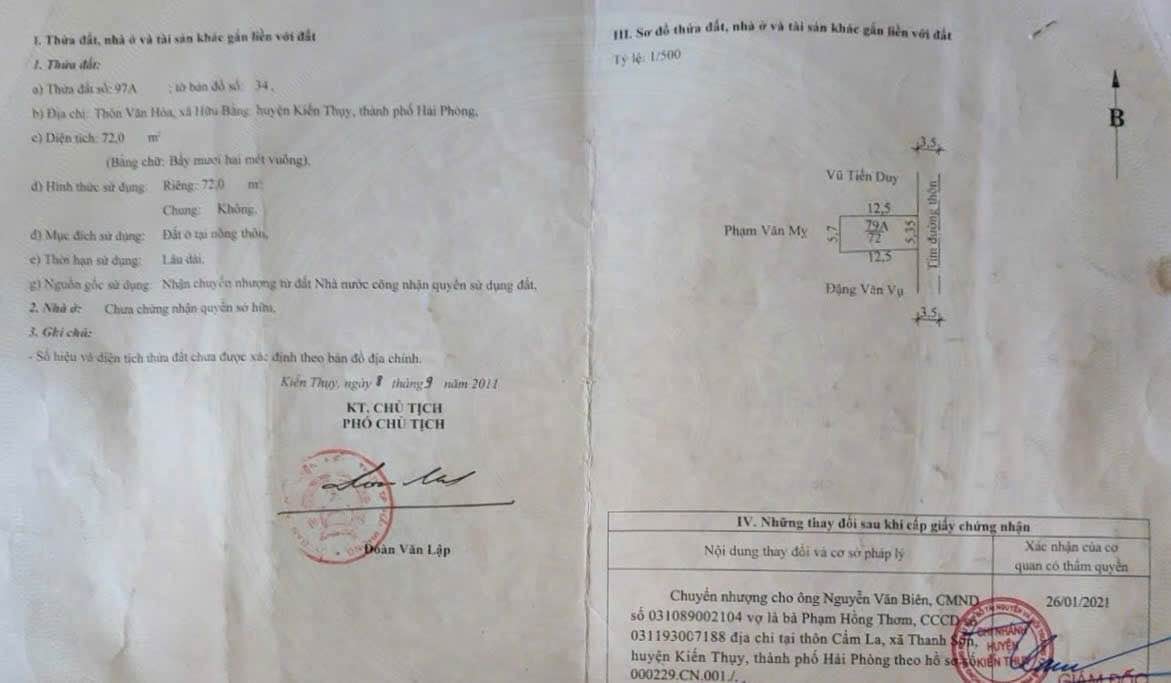 I. Thửa đất, nhà ở và tài sản khác gắn liền với đất
1. Thửa đất:
a) Thửa đất số: 97A ; tờ bản đồ số: 34,
b) Địa chỉ: Thôn Văn Hòa, xã Hữu Bằng, huyện Kiến Thụy, thành phố Hải Phòng,
c) Diện tích: 72,0 m²
(Bằng chữ: Bảy mươi hai mét vuông),
d) Hình thức sử dụng: Riêng: 72,0 m²
Chung: Không,
đ) Mục đích sử dụng: Đất ở tại nông thôn,
e) Thời hạn sử dụng: Lâu dài,
g) Nguồn gốc sử dụng: Nhận chuyển nhượng từ đất Nhà nước công nhận quyền sử dụng đất.
2. Nhà ở: Chưa chứng nhận quyền sở hữu,
3. Ghi chú:
- Số hiệu và diện tích thửa đất chưa được xác định theo bản đồ địa chính.
Kiến Thụy, ngày 8 tháng 9 năm 2011
KT. CHỦ TỊCH
PHÓ CHỦ TỊCH
Đoàn Văn Lập
III. Sơ đồ thửa đất, nhà ở và tài sản khác gắn liền với đất
Tỷ lệ: 1/500
B
3,5
Vũ Tiến Duy
12,5
Phạm Văn My
5,7
79A
72
5,35
Tim đường thôn
12,5
Đặng Văn Vụ
3,5
IV. Những thay đổi sau khi cấp giấy chứng nhận
Nội dung thay đổi và cơ sở pháp lý
Xác nhận của cơ
quan có thẩm quyền
Chuyển nhượng cho ông Nguyễn Văn Biên, CMND
số 031089002104 vợ là bà Phạm Hồng Thơm, CCCD
031193007188 địa chỉ tại thôn Cẩm La, xã Thanh Sơn,
huyện Kiến Thụy, thành phố Hải Phòng theo hồ sơ số
000229.CN.001./.
26/01/2021
CHI NHÁNH
HUYỆN
KIẾN THỤY
GIÁM ĐỐC